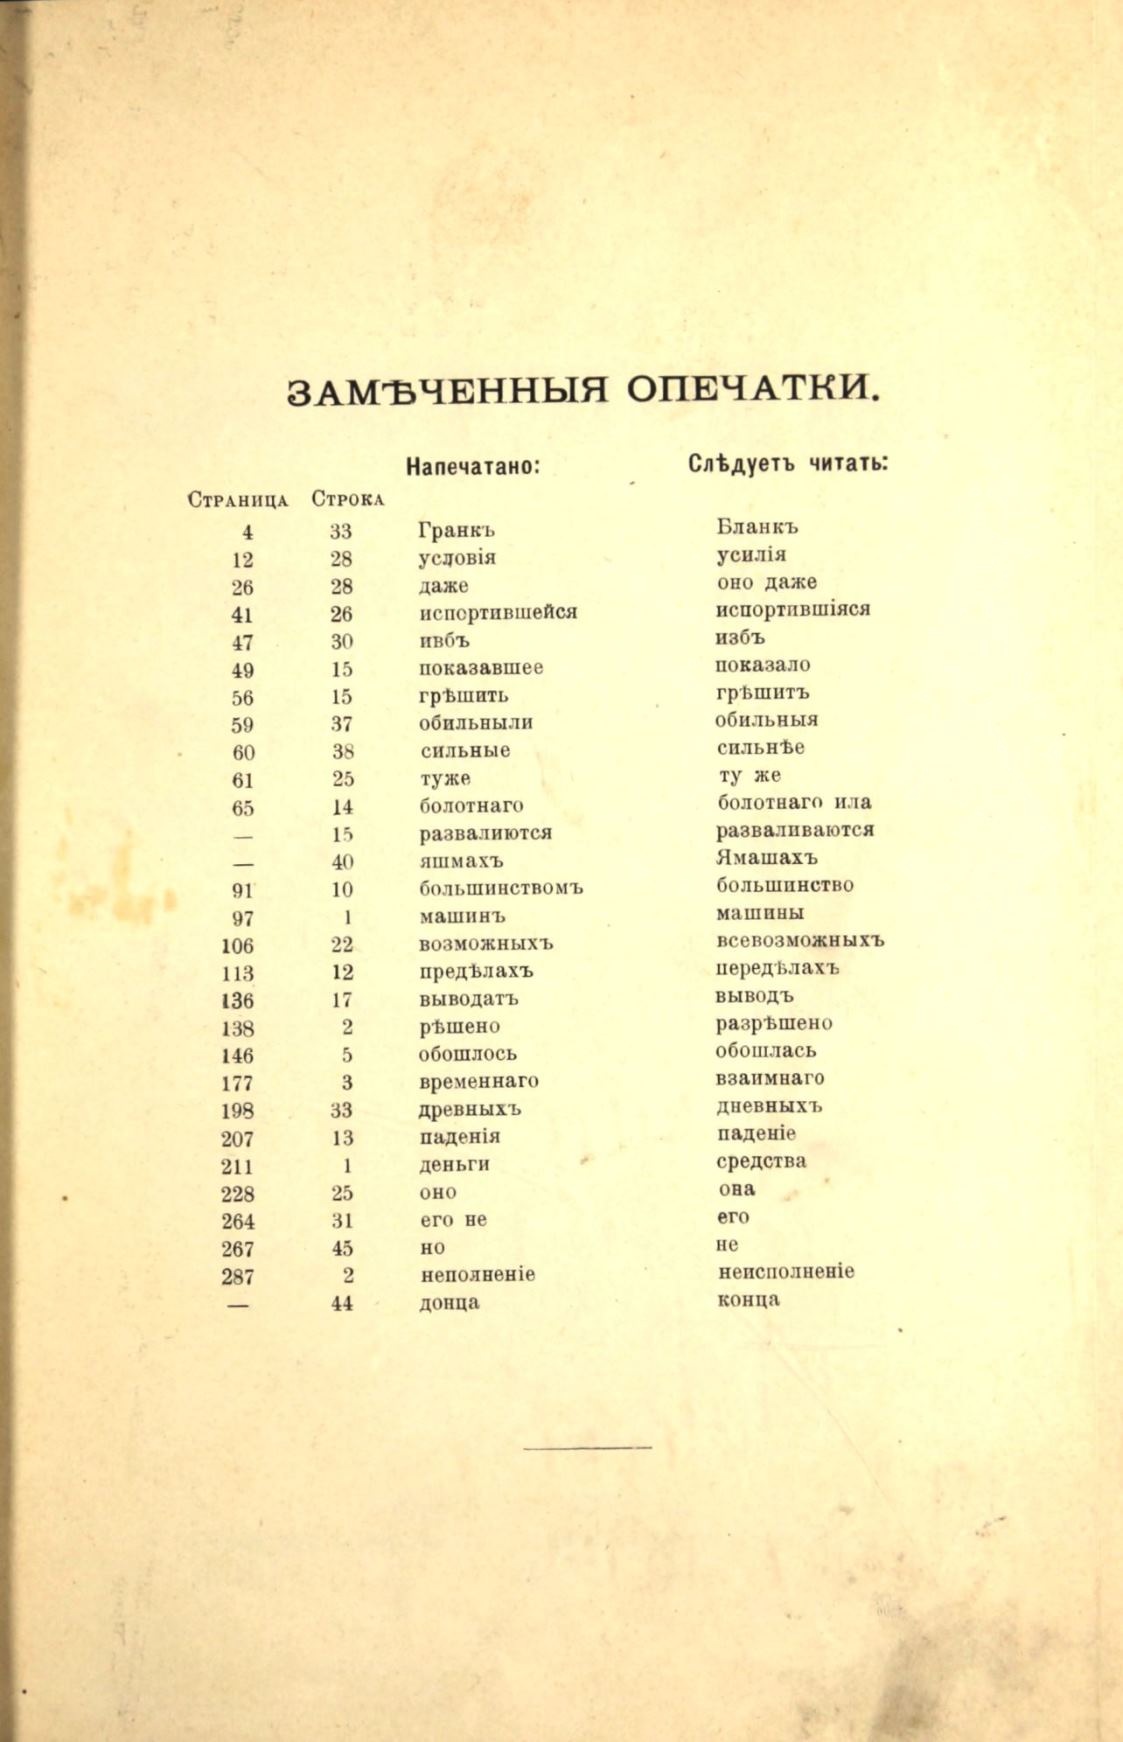 ЗАМѢЧЕННЫЯ ОПЕЧАТКИ.
Напечатано: Слѣдуетъ читать:
Страница Строка
4 33 Гранкъ Бланкъ
12 28 условія усилія
26 28 даже оно даже
41 26 испортившейся испортившіяся
47 30 ивбъ избъ
49 15 показавшее показало
56 15 грѣшить грѣшитъ
59 37 обильныли обильныя
60 38 сильные сильнѣе
61 25 туже ту же
65 14 болотнаго болотнаго ила
— 15 развалиются разваливаются
— 40 яшмахъ Ямашахъ
91 10 большинствомъ большинство
97 1 машинъ машины
106 22 возможныхъ всевозможныхъ
113 12 предѣлахъ передѣлахъ
136 17 выводатъ выводъ
138 2 рѣшено разрѣшено
146 5 обошлось обошлась
177 3 временнаго взаимнаго
198 33 древныхъ дневныхъ
207 13 паденія паденіе
211 1 деньги средства
228 25 оно она
264 31 его не его
267 45 но не
287 2 неполненіе неисполненіе
— 44 донца конца